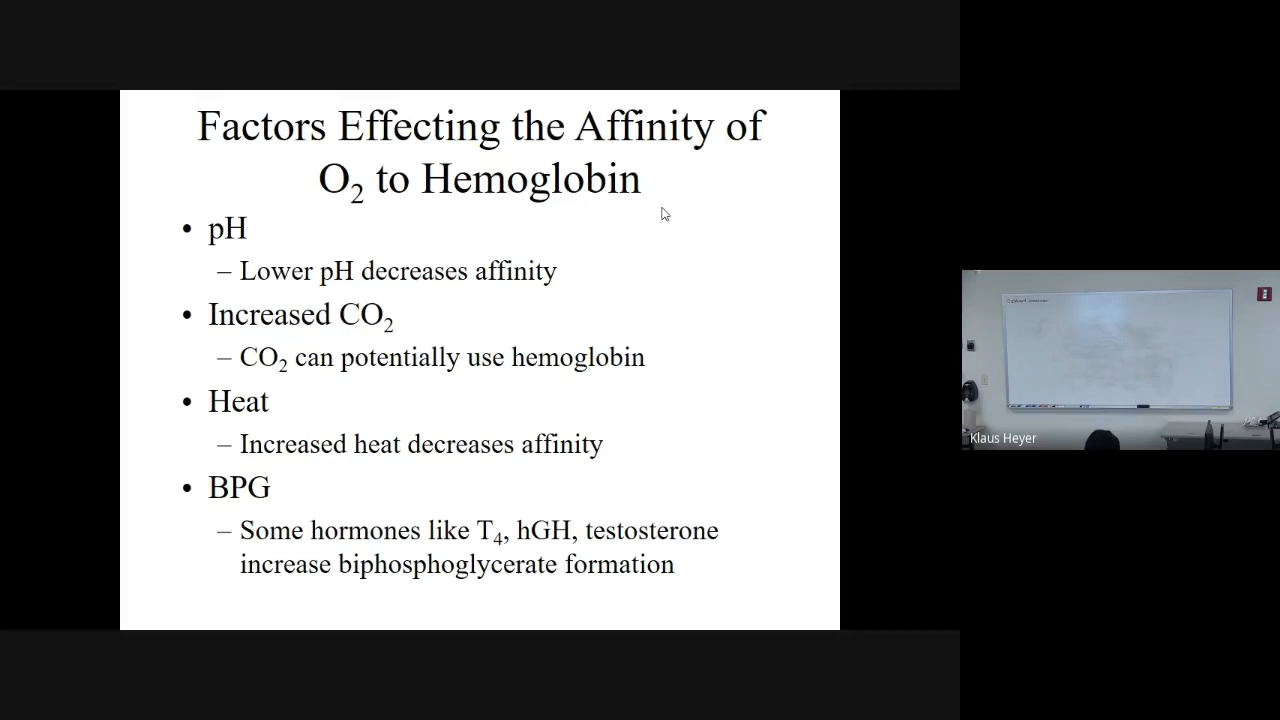 Factors Effecting the Affinity of
O₂ to Hemoglobin
• pH
– Lower pH decreases affinity
• Increased CO₂
– CO₂ can potentially use hemoglobin
• Heat
– Increased heat decreases affinity
• BPG
– Some hormones like T₄, hGH, testosterone
increase biphosphoglycerate formation
Klaus Heyer